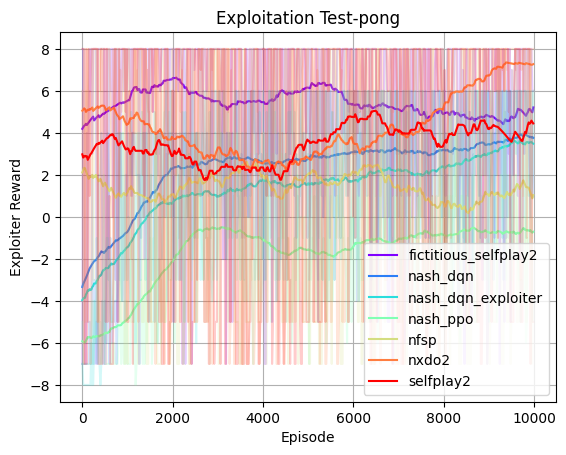 Exploitation Test-pong
Exploiter Reward
8
6
4
2
0
−2
−4
−6
−8
fictitious_selfplay2
nash_dqn
nash_dqn_exploiter
nash_ppo
nfsp
nxdo2
selfplay2
0 2000 4000 6000 8000 10000
Episode